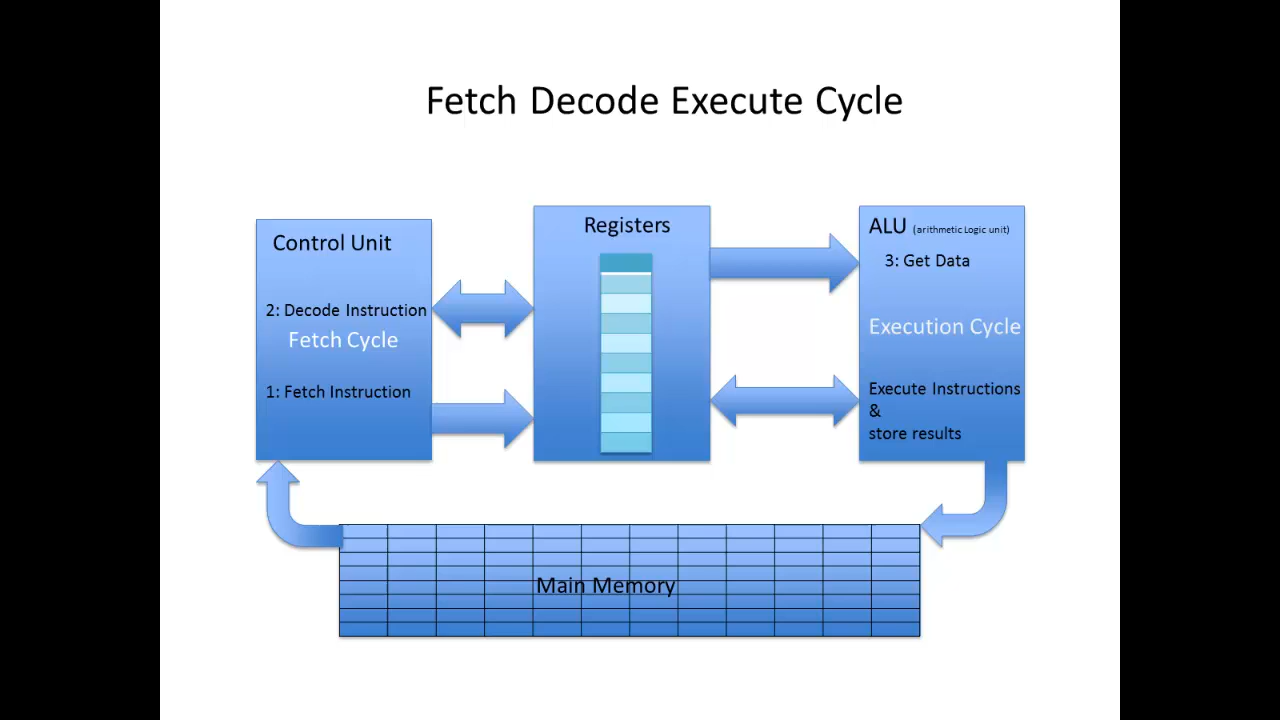 Fetch Decode Execute Cycle
Control Unit
2: Decode Instruction
Fetch Cycle
1: Fetch Instruction
Registers
ALU (arithmetic Logic unit)
3: Get Data
Execution Cycle
Execute Instructions
&
store results
Main Memory